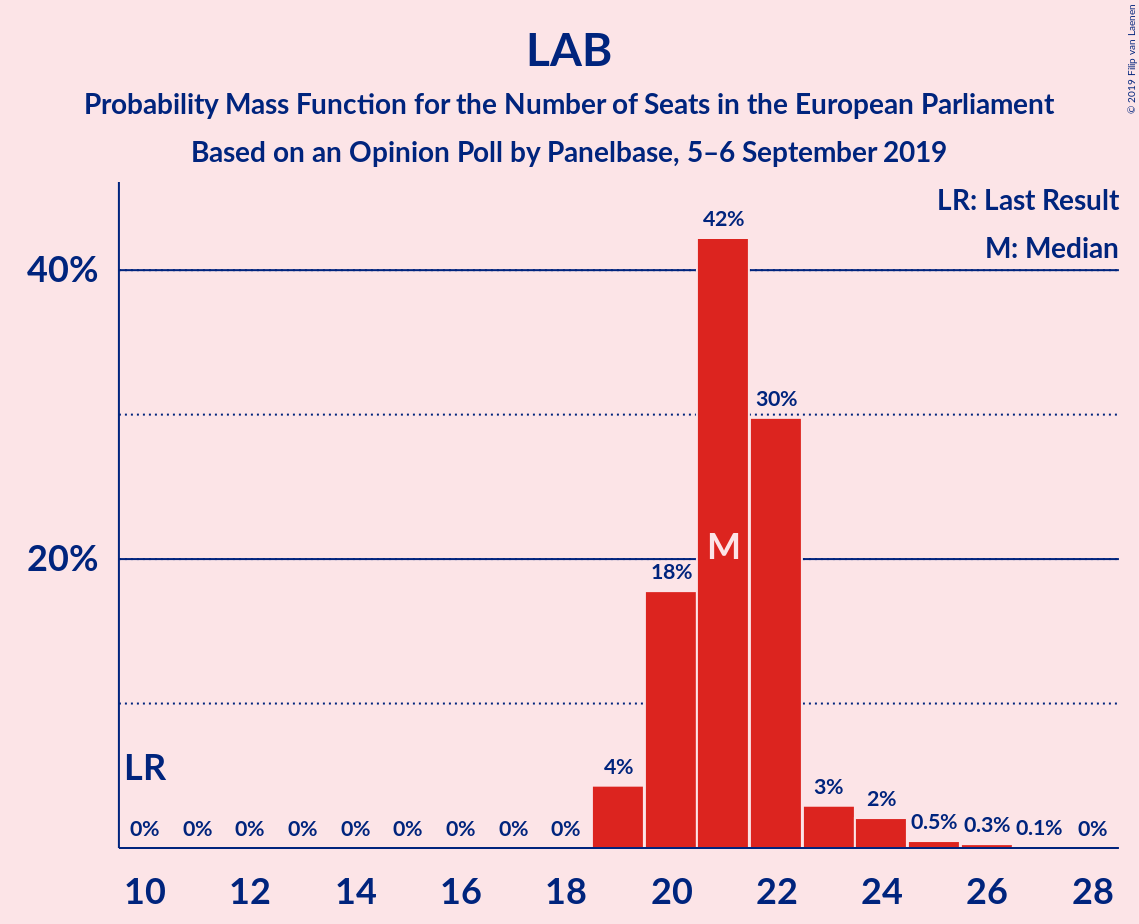 LAB
Probability Mass Function for the Number of Seats in the European Parliament
Based on an Opinion Poll by Panelbase, 5–6 September 2019
© 2019 Filip van Laenen
LR: Last Result
M: Median
40%
20%
42%
30%
M
18%
LR
4%
3%
2%
0% 0% 0% 0% 0% 0% 0% 0% 0% 0.5% 0.3% 0.1% 0%
10 12 14 16 18 20 22 24 26 28